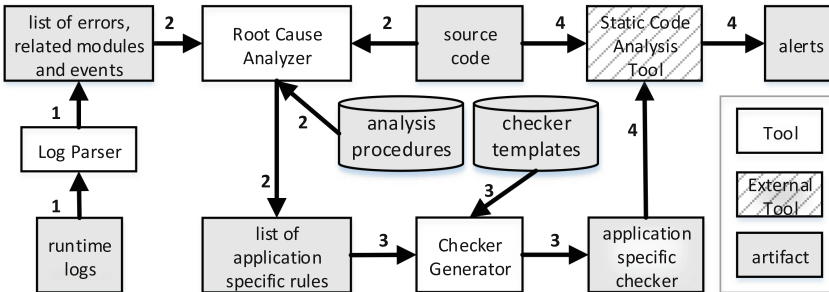 list of errors,
related modules
and events
2
Root Cause
Analyzer
2
source
code
4
Static Code
Analysis
Tool
4
alerts
1
2
analysis
procedures
checker
templates
4
Tool
Log Parser
2
3
External
Tool
1
runtime
logs
list of
application
specific rules
3
Checker
Generator
3
application
specific
checker
artifact